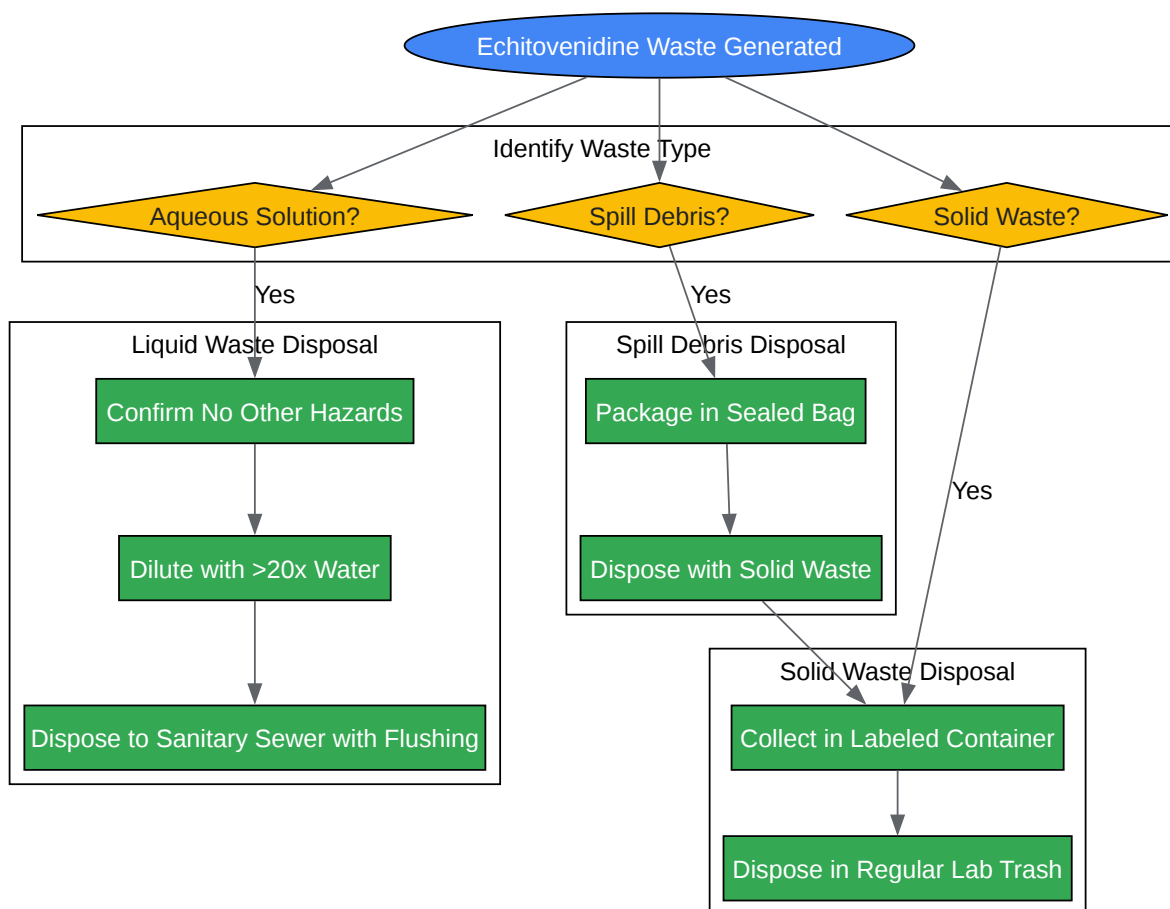 Echitovenidine Waste Generated
Identify Waste Type
Aqueous Solution?
Spill Debris?
Solid Waste?
Yes
Yes
Liquid Waste Disposal
Spill Debris Disposal
Confirm No Other Hazards
Package in Sealed Bag
Yes
Dilute with >20x Water
Dispose with Solid Waste
Solid Waste Disposal
Dispose to Sanitary Sewer with Flushing
Collect in Labeled Container
Dispose in Regular Lab Trash